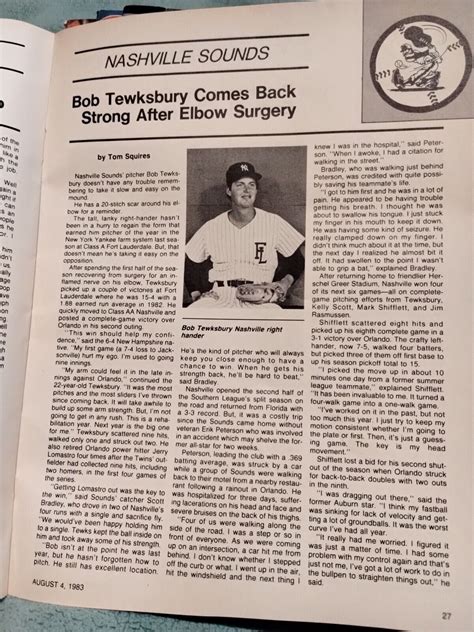 NASHVILLE SOUNDS
Bob Tewksbury Comes Back
Strong After Elbow Surgery
by Tom Squires
Nashville Sounds' pitcher Bob Tewks-
bury doesn't have any trouble remem-
bering to take it slow and easy on the
mound.
He has a 20-stitch scar around his el-
bow for a reminder.
The tall, lanky right-hander hasn't
been in a hurry to regain the form that
earned him pitcher of the year in the
New York Yankee farm system last sea-
son at Class A Fort Lauderdale. But, that
doesn't mean he's taking it easy on the
opposition.
After spending the first half of the sea-
son recovering from surgery for an in-
flamed nerve on his elbow, Tewksbury
picked up a couple of victories at Fort
Lauderdale where he was 15-4 with a
1.88 earned run average in 1982. He
quickly moved to Class AA Nashville and
posted a complete-game victory over
Orlando in his second outing.
"This win should help my confi-
dence," said the 6-4 New Hampshire na-
tive. "My first game (a 7-4 loss to Jack-
sonville) hurt my ego. I'm used to going
nine innings.
"My arm could feel it in the late in-
nings against Orlando," continued the
22-year-old Tewksbury. "It was the most
pitches and the most sliders I've thrown
since coming back. It will take awhile to
build up some arm strength. But, I'm not
going to get in any rush. This is a rehab-
ilitating year. Next year is the big one
for me." Tewksbury scattered nine hits,
walked only one and struck out two. He
also retired Orlando power hitter Jerry
Lomastro four times after the Twins' out-
fielder had collected nine hits, including
two homers, in the first four games of
the series.
"Getting Lomastro out was the key to
the win," said Sounds' catcher Scott
Bradley, who drove in two of Nashville's
four runs with a single and sacrifice fly.
"We would've been happy holding him
to a single. Tewks kept the ball inside on
him and took away some of his strength.
"Bob isn't at the point he was last
year, but he hasn't forgotten how to
pitch. He still has excellent location.
Bob Tewksbury Nashville right
hander
He's the kind of pitcher who will always
keep you close enough to have a
chance to win. When he gets his
strength back, he'll be hard to beat,"
said Bradley.
Nashville opened the second half of
the Southern League's split season on
the road and returned from Florida with
a 3-3 record. But, it was a costly trip
since the Sounds came home without
veteran Erik Peterson who was involved
in an accident which may shelve the for-
mer all-star for two weeks.
Peterson, leading the club with a .369
batting average, was struck by a car
while a group of Sounds were walking
back to their motel from a nearby restau-
rant following a rainout in Orlando. He
was hospitalized for three days, suffer-
ing lacerations on his head and face and
severe bruises on the back of his thighs.
"Four of us were walking along the
side of the road. I was a step or so in
front of everyone. As we were coming
up on an intersection, a car hit me from
behind. I don't know whether I stepped
off the curb or what. I went up in the air,
hit the windshield and the next thing I
knew I was in the hospital," said Peter-
son. "When I awoke, I had a citation for
walking in the street."
Bradley, who was walking just behind
Peterson, was credited with quite possi-
bly saving his teammate's life.
"I got to him first and he was in a lot of
pain. He appeared to be having trouble
getting his breath. I thought he was
about to swallow his tongue. I just stuck
my finger in his mouth to keep it down.
He was having some kind of seizure. He
really clamped down on my finger. I
didn't think much about it at the time, but
the next day I realized he almost bit it
off. It was so painful that I wasn't able
to grip a bat," explained Bradley.
After returning home to friendlier Her-
schel Greer Stadium, Nashville won four
of its next six games—all on complete-
game pitching efforts from Tewksbury,
Kelly Scott, Mark Shiflett, and Jim
Rasmussen.
Shifflett scattered eight hits and
picked up his eighth complete game in a
3-1 victory over Orlando. The crafty left-
hander, now 7-5, walked four batters,
but picked three of them off first base to
up his season pickoff total to 15.
"I picked the move up in about 10
minutes one day from a former summer
league teammate," explained Shifflett.
"It has been invaluable to me. It turned a
four-walk game into a one-walk game.
"I've worked on it in the past, but not
too much this year. I just try to keep my
motion consistent whether I'm going to
the plate or first. Then, it's just a guess-
ing game. The key is my head
movement."
Shifflett lost a bid for his second shut-
out of the season when Orlando struck
for back-to-back doubles with two outs
in the ninth.
"I was dragging out there," said the
former Auburn star. "I think my fastball
was sinking for lack of velocity and get-
ting a lot of groundballs. It was the worst
curve I've had all year.
"It really had me worried. I figured it
was just a matter of time. I had some
problem with my control again and that's
just not me, I've got a lot of work to do in
the bullpen to straighten things out," he
said.
AUGUST 4, 1983
27